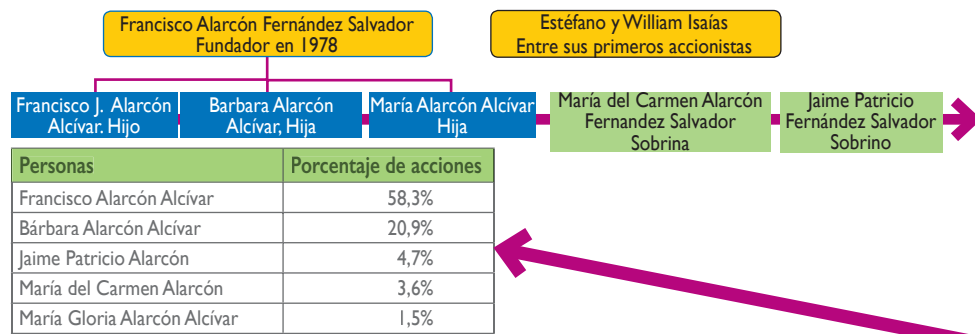 Francisco Alarcón Fernández Salvador
Fundador en 1978
Estéfano y William Isaías
Entre sus primeros accionistas
Francisco J. Alarcón
Alcívar. Hijo
Barbara Alarcón
Alcívar, Hija
María Alarcón Alcívar
Hija
María del Carmen Alarcón
Fernandez Salvador
Sobrina
Jaime Patricio
Fernández Salvador
Sobrino
Personas Porcentaje de acciones
Francisco Alarcón Alcívar 58,3%
Bárbara Alarcón Alcívar 20,9%
Jaime Patricio Alarcón 4,7%
María del Carmen Alarcón 3,6%
María Gloria Alarcón Alcívar 1,5%